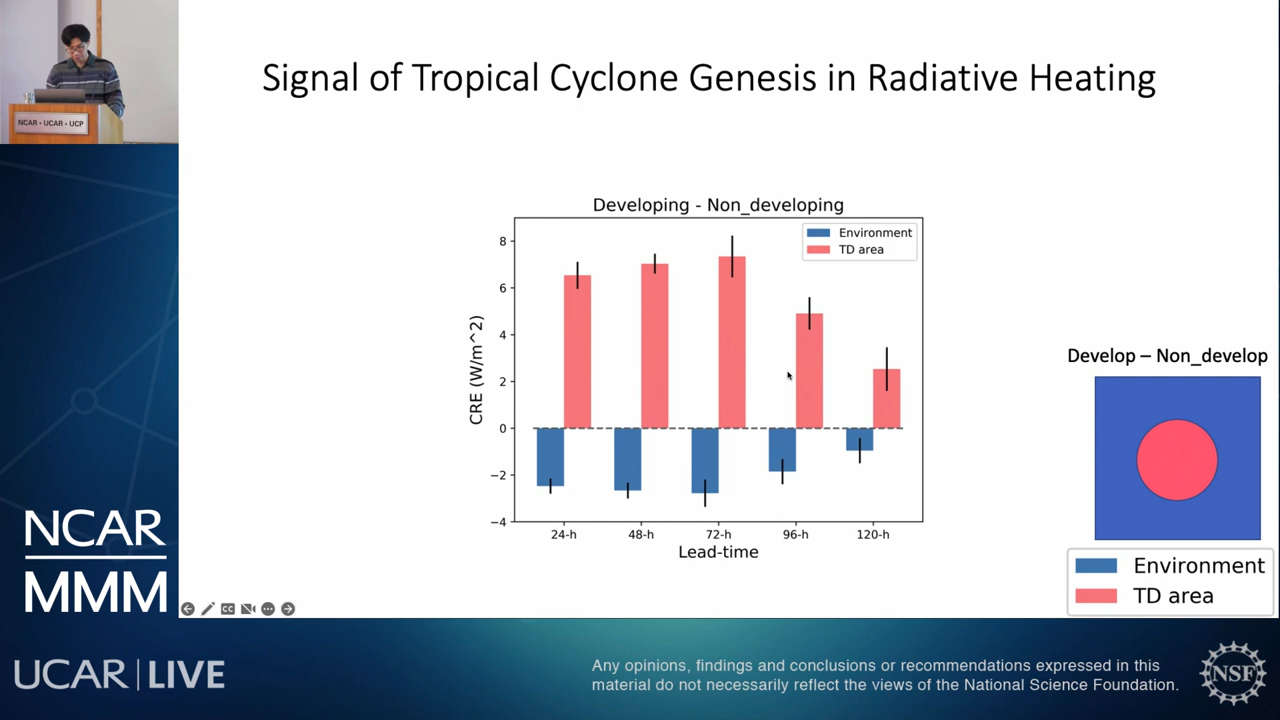 NCAR • UCAR • UCP
Signal of Tropical Cyclone Genesis in Radiative Heating
Developing - Non_developing
Environment
TD area
CRE (W/m^2)
8
6
4
2
0
−2
−4
24-h
48-h
72-h
96-h
120-h
Lead-time
Develop – Non_develop
Environment
TD area
CC
NCAR
MMM
UCAR | LIVE
Any opinions, findings and conclusions or recommendations expressed in this
material do not necessarily reflect the views of the National Science Foundation.
NSF